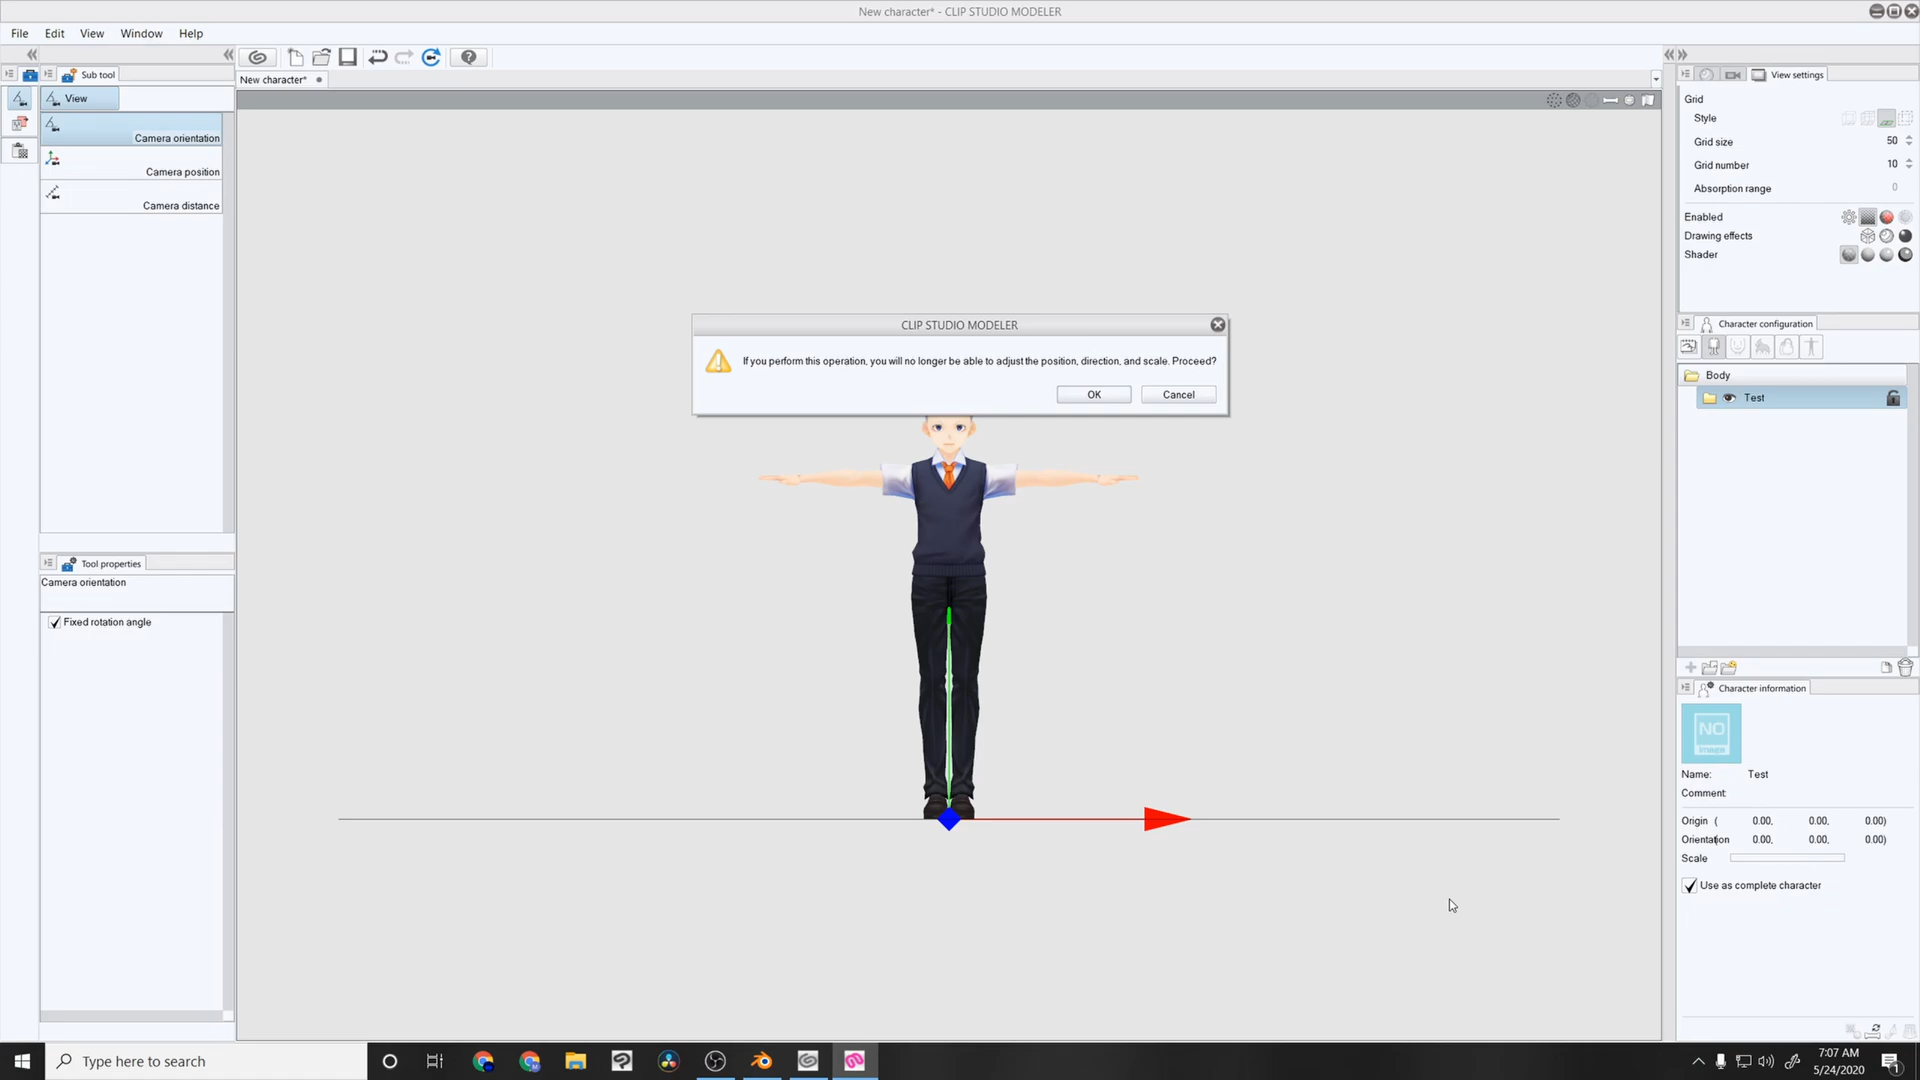 New character* - CLIP STUDIO MODELER
File Edit View Window Help
Sub tool
New character*
View
Camera orientation
Camera position
Camera distance
Tool properties
Camera orientation
Fixed rotation angle
CLIP STUDIO MODELER
If you perform this operation, you will no longer be able to adjust the position, direction, and scale. Proceed?
OK Cancel
View settings
Grid
Style
Grid size 50
Grid number 10
Absorption range 0
Enabled
Drawing effects
Shader
Character configuration
Body
Test
Character information
NO
Image
Name: Test
Comment:
Origin ( 0.00, 0.00, 0.00)
Orientation ( 0.00, 0.00, 0.00)
Scale
Use as complete character
Type here to search
7:07 AM
5/24/2020
1